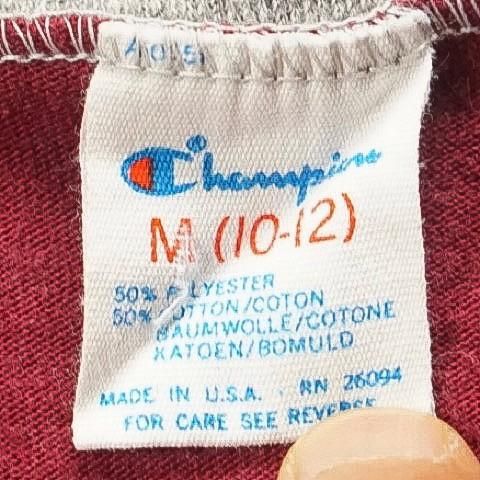 Champion
M (10-12)
50% POLYESTER
50% COTTON/COTON
BAUMWOLLE/COTONE
KATOEN/BOMULD
MADE IN U.S.A. RN 26094
FOR CARE SEE REVERSE